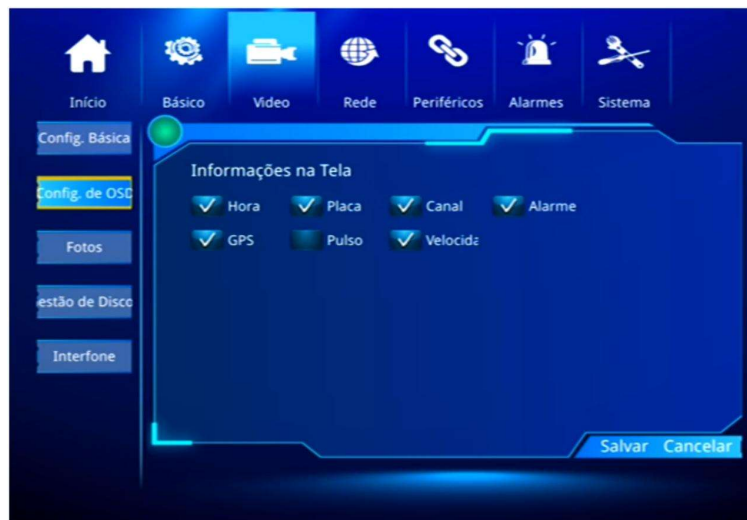 Início Básico Video Rede Periféricos Alarmes Sistema
Config. Básica
Informações na Tela
Config. de OSD
Hora Placa Canal Alarme
GPS Pulso Velocida
Fotos
estão de Disco
Interfone
Salvar Cancelar